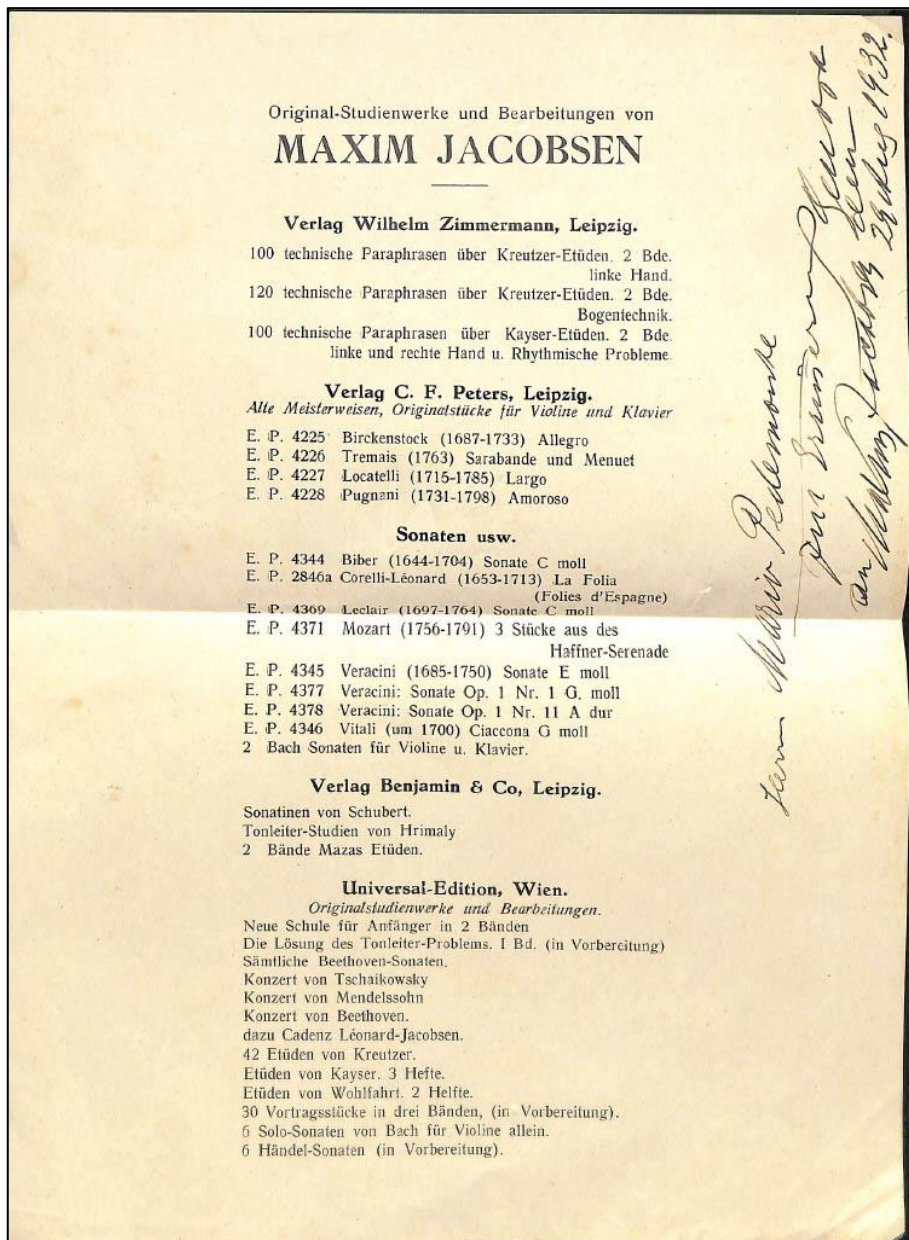 Original-Studienwerke und Bearbeitungen von
MAXIM JACOBSEN
Verlag Wilhelm Zimmermann, Leipzig.
100 technische Paraphrasen über Kreutzer-Etüden. 2 Bde.
linke Hand.
120 technische Paraphrasen über Kreutzer-Etüden. 2 Bde.
Bogentechnik.
100 technische Paraphrasen über Kayser-Etüden. 2 Bde.
linke und rechte Hand u. Rhythmische Probleme.
Verlag C. F. Peters, Leipzig.
Alte Meisterweisen, Originalstücke für Violine und Klavier
E. P. 4225 Birckenstock (1687-1733) Allegro
E. P. 4226 Tremais (1763) Sarabande und Menuet
E. P. 4227 Locatelli (1715-1785) Largo
E. P. 4228 Pugnani (1731-1798) Amoroso
Sonaten usw.
E. P. 4344 Biber (1644-1704) Sonate C moll
E. P. 2846a Corelli-Léonard (1653-1713) La Folia
(Folies d'Espagne)
E. P. 4369 Leclair (1697-1764) Sonate C moll
E. P. 4371 Mozart (1756-1791) 3 Stücke aus des
Haffner-Serenade
E. P. 4345 Veracini (1685-1750) Sonate E moll
E. P. 4377 Veracini: Sonate Op. 1 Nr. 1 G. moll
E. P. 4378 Veracini: Sonate Op. 1 Nr. 11 A dur
E. P. 4346 Vitali (um 1700) Ciaccona G moll
2 Bach Sonaten für Violine u. Klavier.
Verlag Benjamin & Co, Leipzig.
Sonatinen von Schubert.
Tonleiter-Studien von Hrimaly
2 Bände Mazas Etüden.
Universal-Edition, Wien.
Originalstudienwerke und Bearbeitungen.
Neue Schule für Anfänger in 2 Bänden
Die Lösung des Tonleiter-Problems. I Bd. (in Vorbereitung)
Sämtliche Beethoven-Sonaten.
Konzert von Tschaikowsky
Konzert von Mendelssohn
Konzert von Beethoven.
dazu Cadenz Léonard-Jacobsen.
42 Etüden von Kreutzer.
Etüden von Kayser. 3 Hefte.
Etüden von Wohlfahrt. 2 Helfte.
30 Vortragsstücke in drei Bänden, (in Vorbereitung).
6 Solo-Sonaten von Bach für Violine allein.
6 Händel-Sonaten (in Vorbereitung).
Herrn Mario Pedemonte
zur Erinnerung
an Maxim Jacobsen
1932.